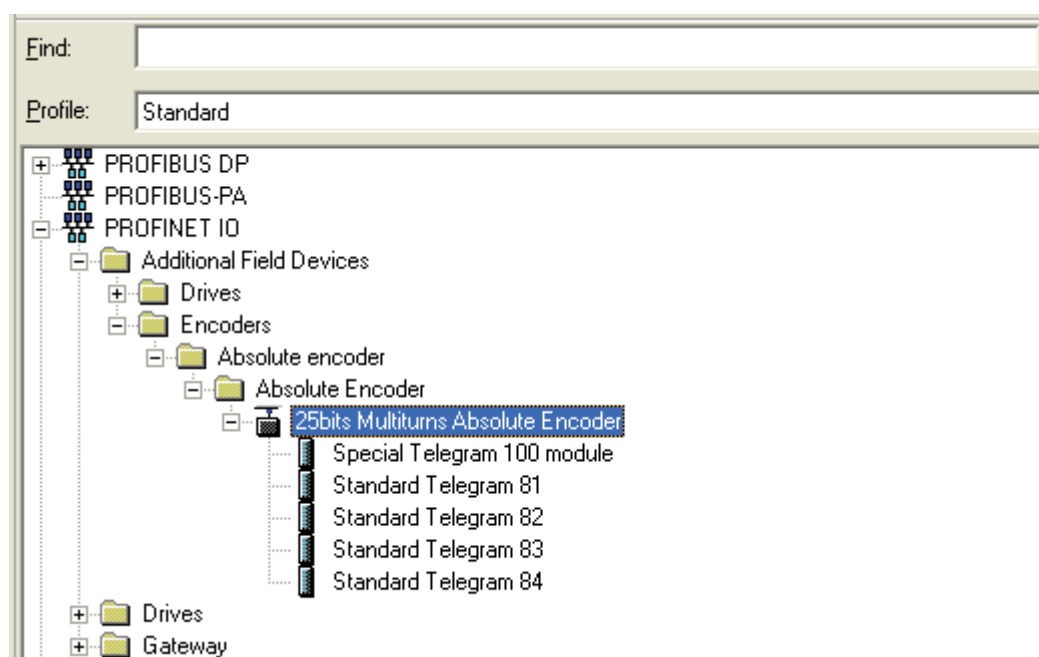 Find:
Profile: Standard
PROFIBUS DP
PROFIBUS-PA
PROFINET IO
Additional Field Devices
Drives
Encoders
Absolute encoder
Absolute Encoder
25bits Multiturns Absolute Encoder
Special Telegram 100 module
Standard Telegram 81
Standard Telegram 82
Standard Telegram 83
Standard Telegram 84
Drives
Gateway